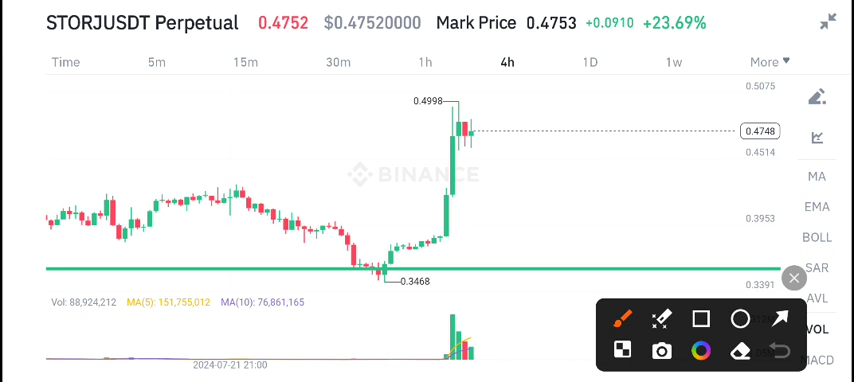 STORJUSDT Perpetual 0.4752 $0.47520000 Mark Price 0.4753 +0.0910 +23.69%
Time 5m 15m 30m 1h 4h 1D 1w More
0.5075
0.4998
0.4748
0.4514
BINANCE
MA
EMA
0.3953
BOLL
SAR
0.3468
0.3391
Vol: 88,924,212 MA(5): 151,755,012 MA(10): 76,861,165
AVL
VOL
MACD
2024-07-21 21:00